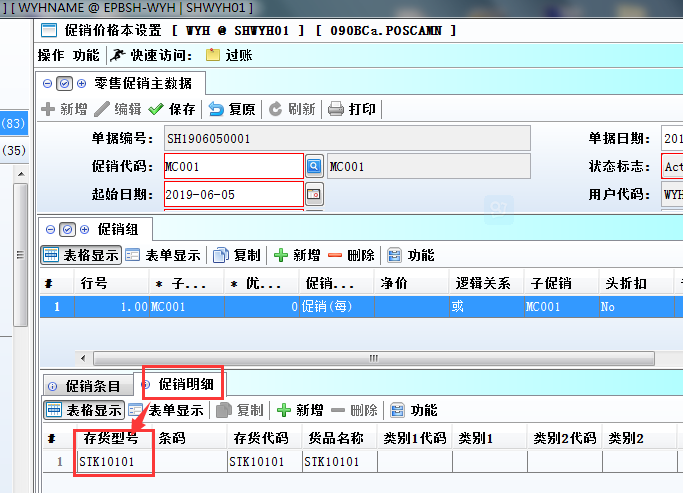 ] [ WYHNAME @ EPBSH-WYH | SHWYH01 ]
促销价格本设置 [ WYH @ SHWYH01 ] [ 090BCa.POSCAMN ]
操作 功能 快速访问: 过账
(83)
(35)
零售促销主数据
新增 编辑 保存 复原 刷新 打印
单据编号: SH1906050001 单据日期: 201
促销代码: MC001 MC001 状态标志: Act
起始日期: 2019-06-05 用户代码: WYH
促销组
表格显示 表单显示 复制 新增 删除 功能
# 行号 * 子... * 优... 促销... 净价 逻辑关系 子促销 头折扣
1 1.00 MC001 0 促销(每) 或 MC001 No
促销条目 促销明细
表格显示 表单显示 复制 新增 删除 功能
# 存货型号 条码 存货代码 货品名称 类别1代码 类别1 类别2代码 类别2
1 STK10101 STK10101 STK10101